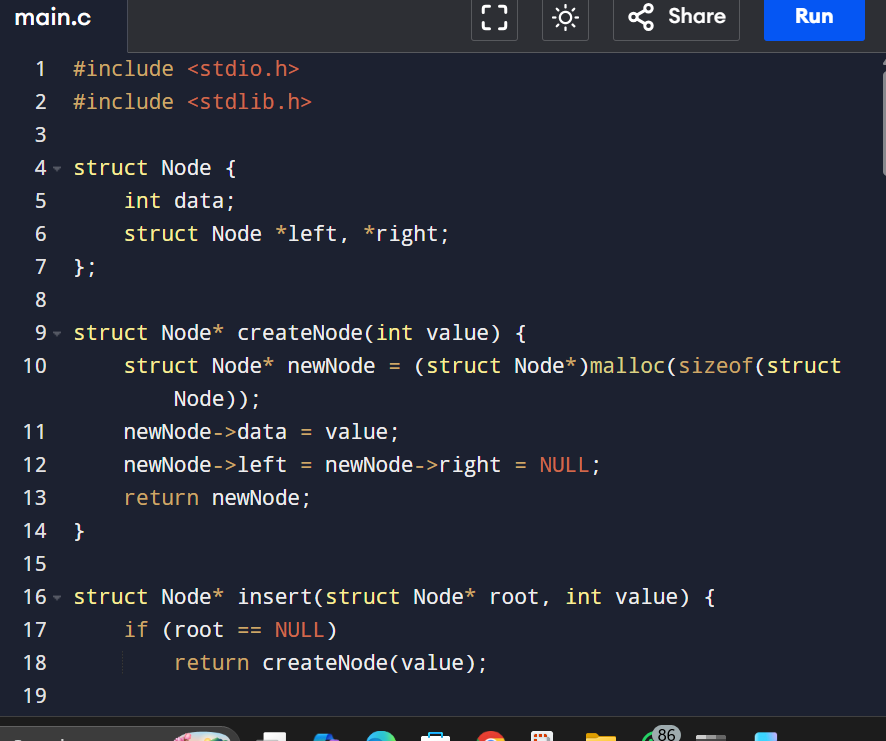 main.c
Share
Run
1 #include <stdio.h>
2 #include <stdlib.h>
3
4 struct Node {
5     int data;
6     struct Node *left, *right;
7 };
8
9 struct Node* createNode(int value) {
10     struct Node* newNode = (struct Node*)malloc(sizeof(struct
        Node));
11     newNode->data = value;
12     newNode->left = newNode->right = NULL;
13     return newNode;
14 }
15
16 struct Node* insert(struct Node* root, int value) {
17     if (root == NULL)
18         return createNode(value);
19
86